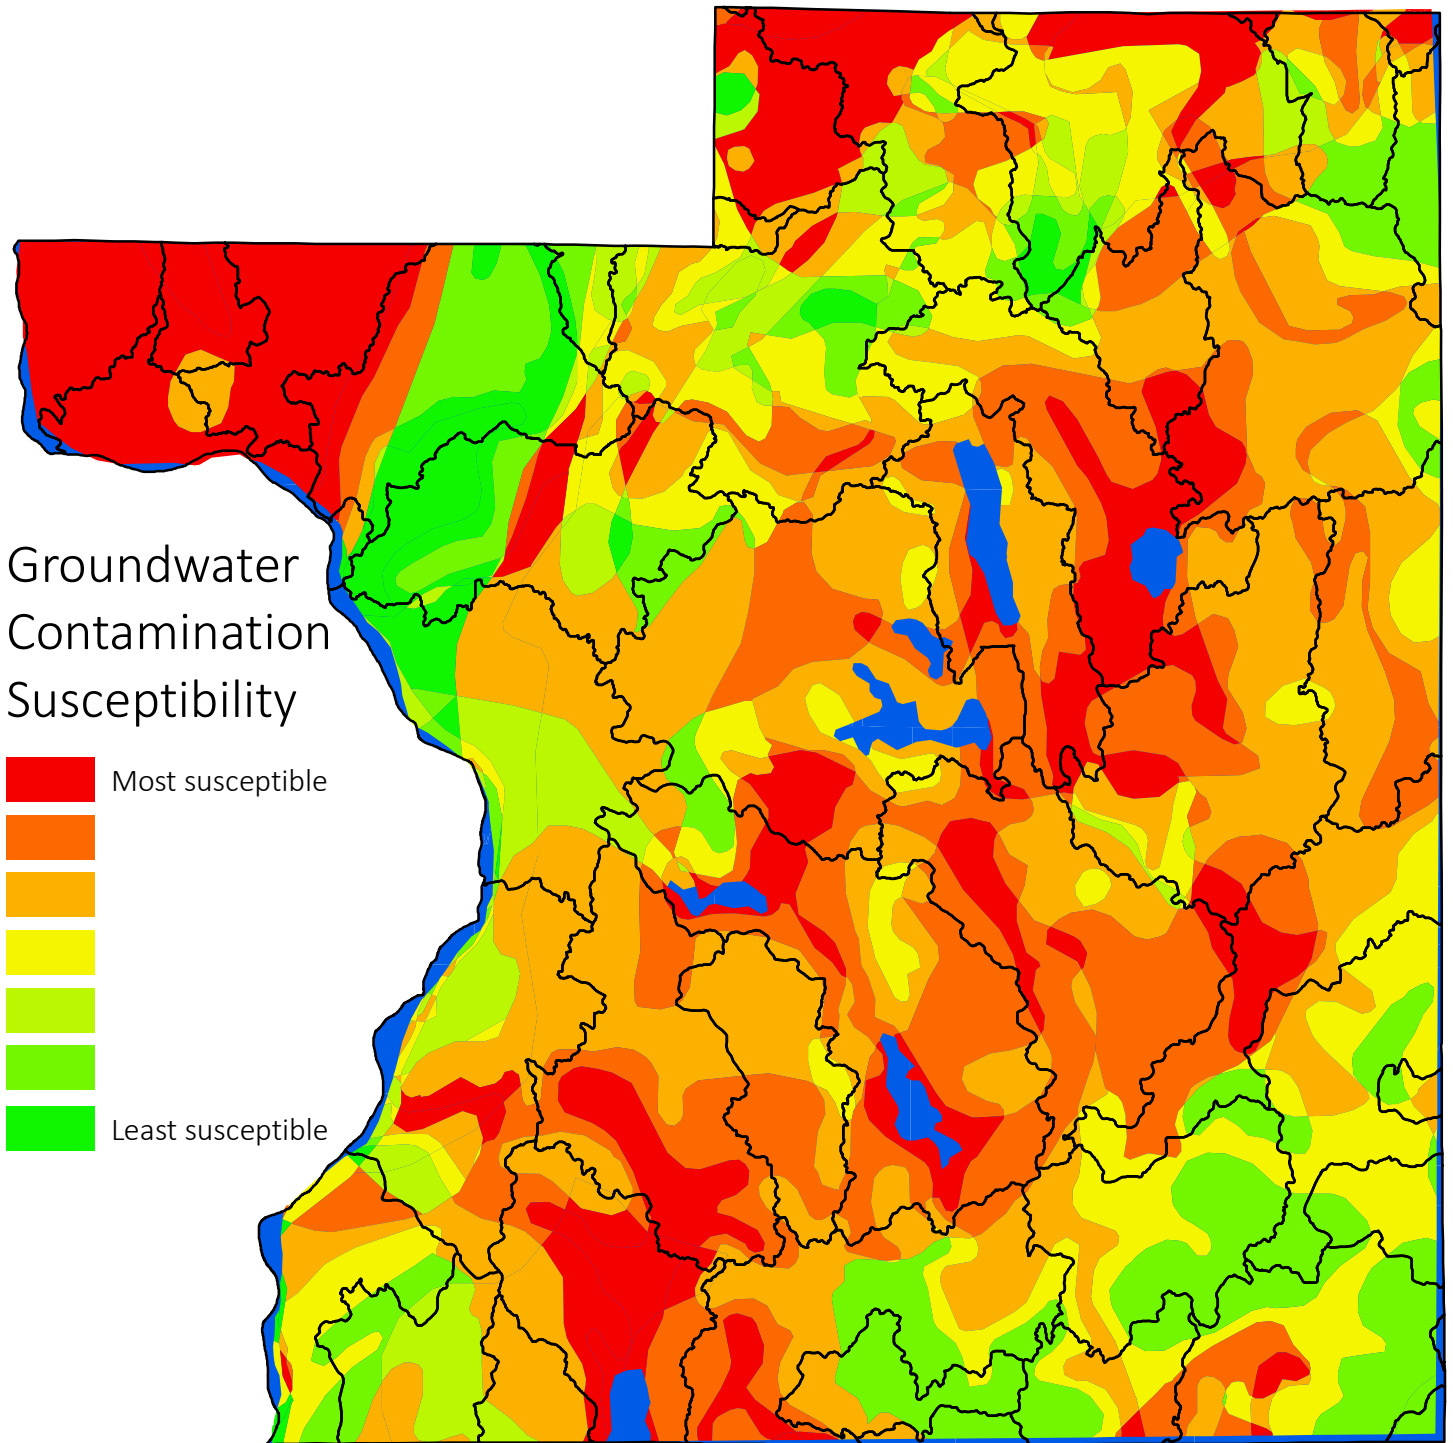 Groundwater
Contamination
Susceptibility
Most susceptible
Least susceptible